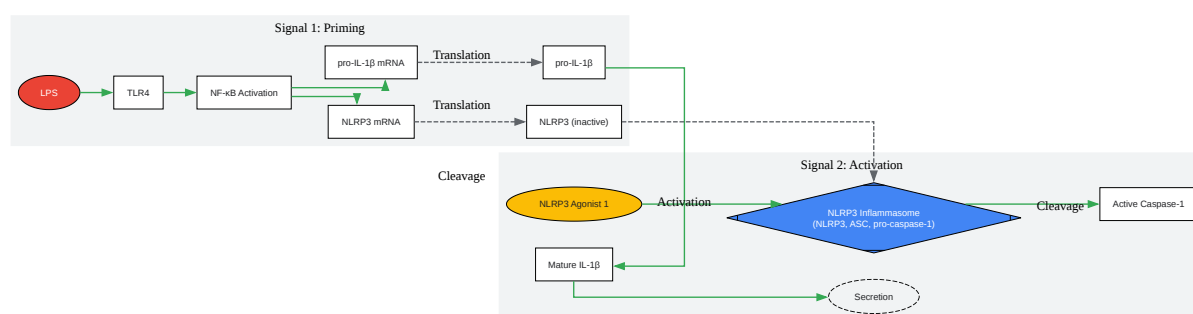 Signal 1: Priming
pro-IL-1β mRNA
Translation
pro-IL-1β
LPS
TLR4
NF-κB Activation
Translation
NLRP3 mRNA
NLRP3 (inactive)
Signal 2: Activation
Cleavage
NLRP3 Agonist 1
Activation
NLRP3 Inflammasome
(NLRP3, ASC, pro-caspase-1)
Cleavage
Active Caspase-1
Mature IL-1β
Secretion